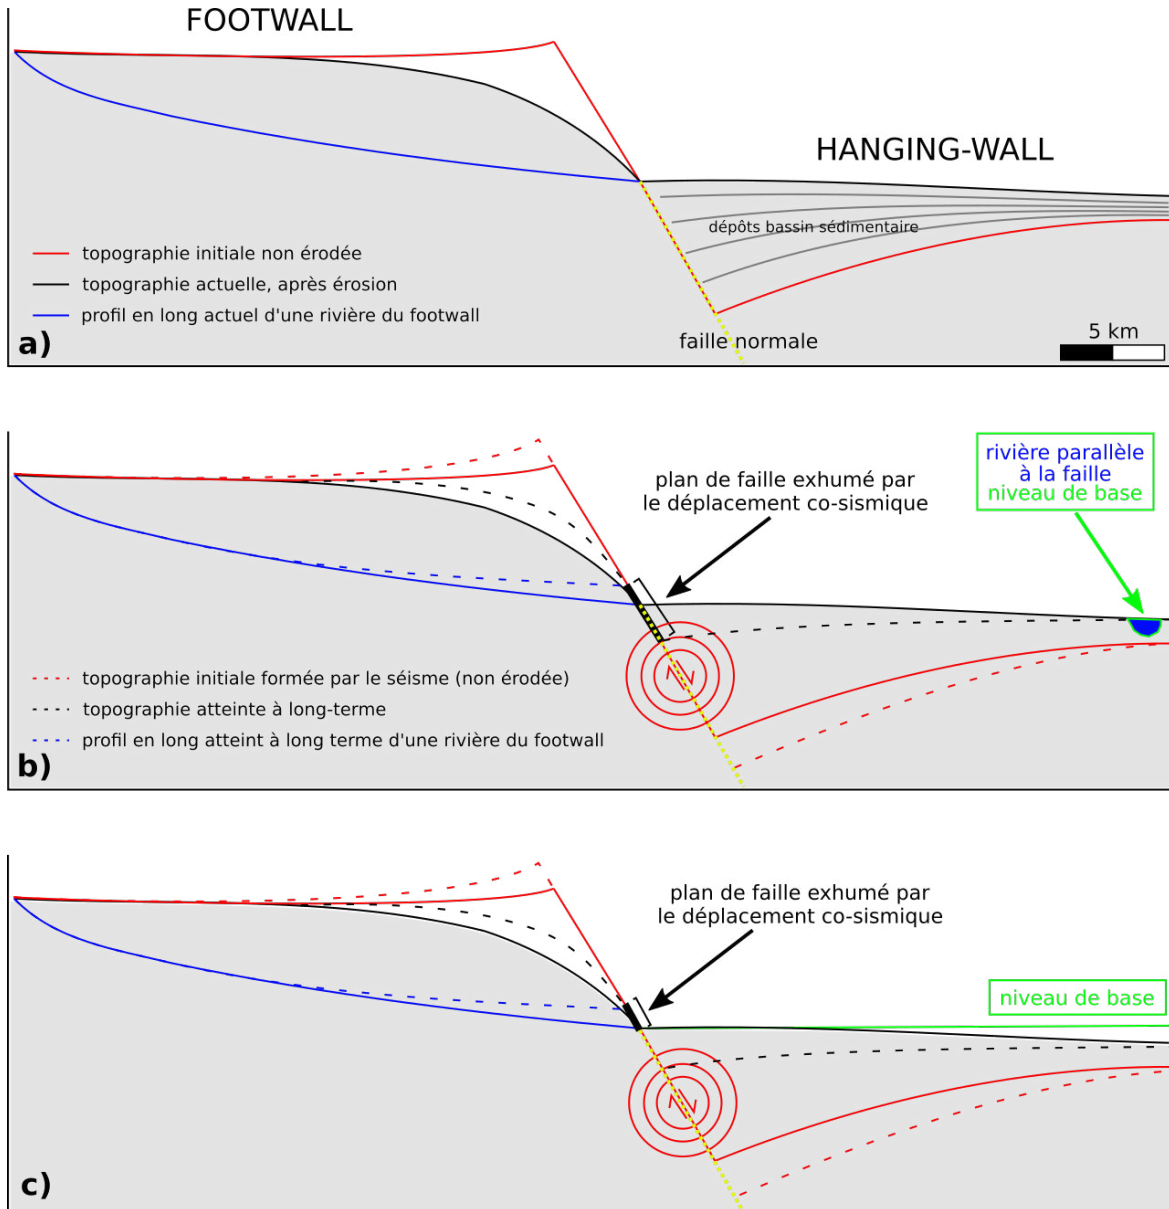 FOOTWALL
HANGING-WALL
dépôts bassin sédimentaire
topographie initiale non érodée
topographie actuelle, après érosion
profil en long actuel d'une rivière du footwall
faille normale
5 km
a)
rivière parallèle
à la faille
niveau de base
plan de faille exhumé par
le déplacement co-sismique
topographie initiale formée par le séisme (non érodée)
topographie atteinte à long-terme
profil en long atteint à long terme d'une rivière du footwall
b)
plan de faille exhumé par
le déplacement co-sismique
niveau de base
c)